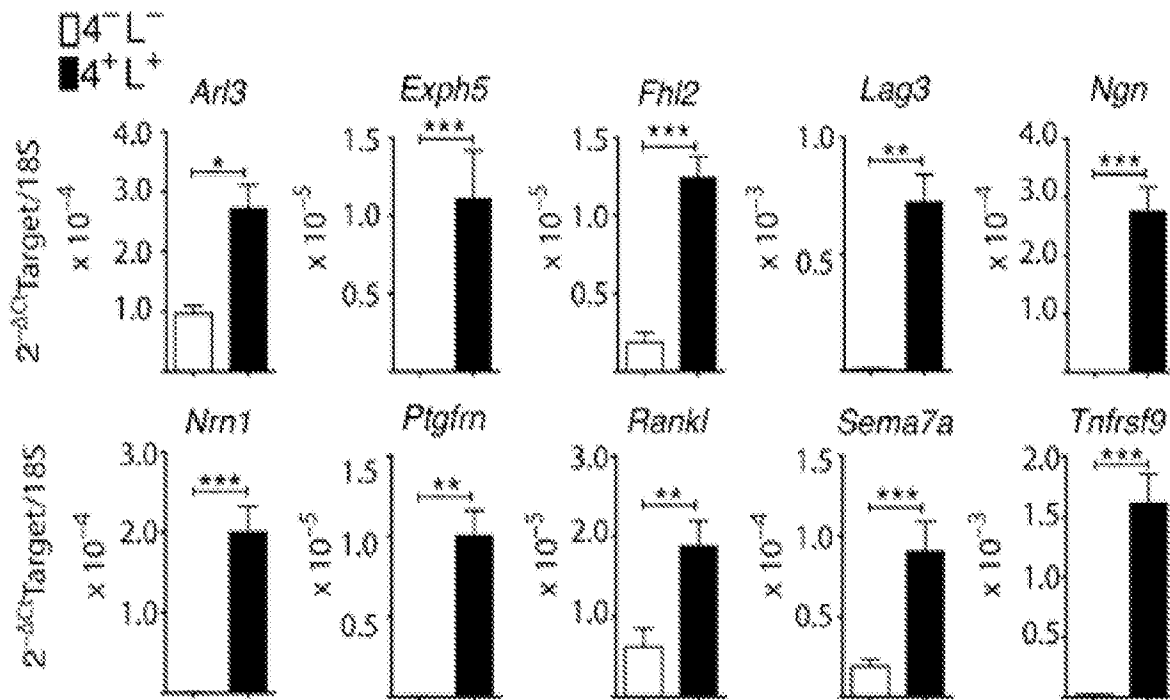 4⁻L⁻
4⁺L⁺
Arl3
Exph5
Fhl2
Lag3
Ngn
2⁻ΔCtTarget/18S
x 10⁻⁴
4.0
3.0
2.0
1.0
*
x 10⁻⁵
1.5
1.0
0.5
***
x 10⁻⁵
1.5
1.0
0.5
***
x 10⁻³
1.0
0.5
**
x 10⁻⁴
4.0
3.0
2.0
1.0
***
Nrn1
Ptgfrn
Rankl
Sema7a
Tnfrsf9
2⁻ΔCtTarget/18S
x 10⁻⁴
3.0
2.0
1.0
***
x 10⁻⁵
1.5
1.0
0.5
**
x 10⁻⁵
3.0
2.0
1.0
**
x 10⁻⁴
1.5
1.0
0.5
***
x 10⁻³
2.0
1.5
1.0
0.5
***